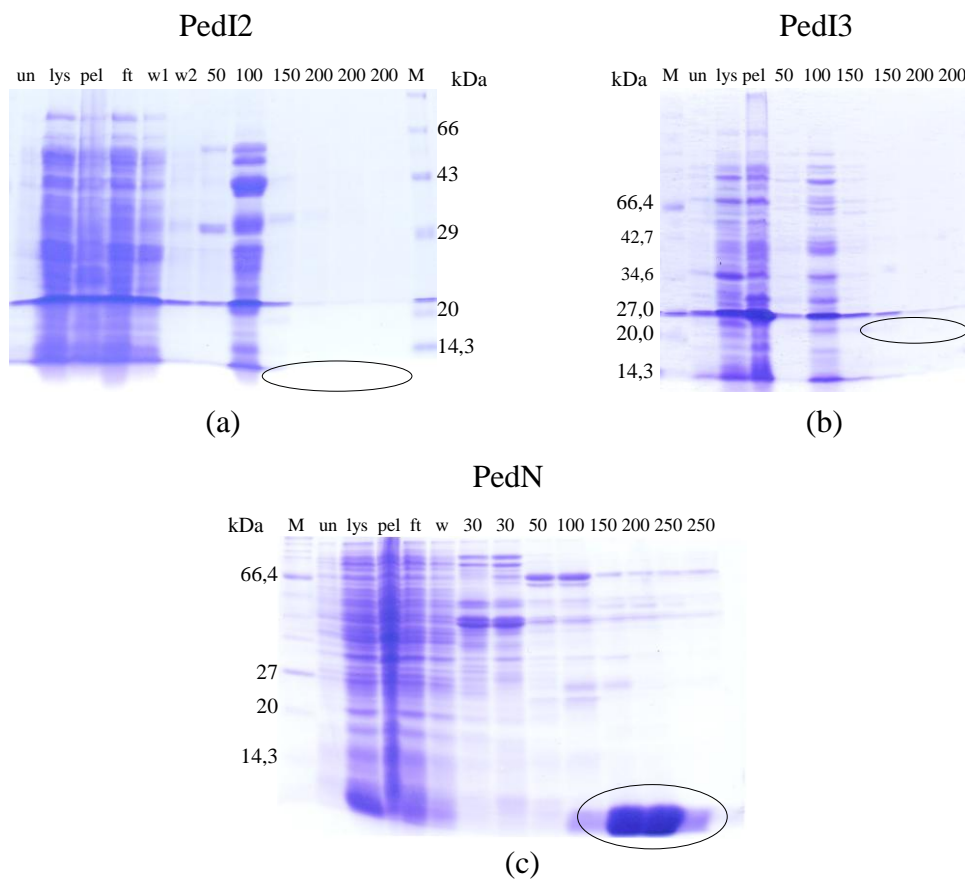 PedI2
un lys pel ft w1 w2 50 100 150 200 200 200 M kDa
66
43
29
20
14,3
(a)
PedI3
kDa M un lys pel 50 100 150 150 200 200
66,4
42,7
34,6
27,0
20,0
14,3
(b)
PedN
kDa M un lys pel ft w 30 30 50 100 150 200 250 250
66,4
27
20
14,3
(c)